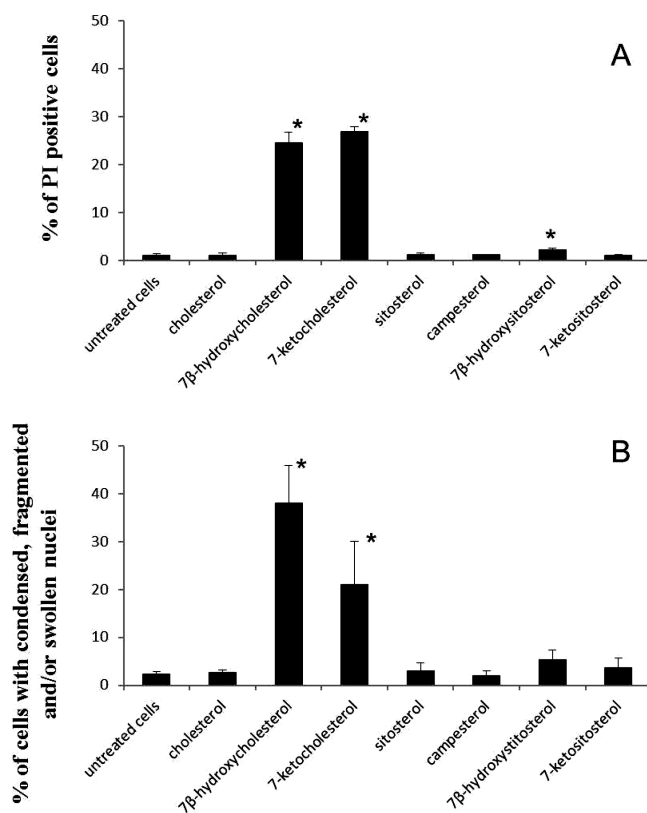 A
% of PI positive cells
50
40
30
20
10
0
*
*
*
untreated cells
cholesterol
7β-hydroxycholesterol
7-ketocholesterol
sitosterol
campesterol
7β-hydroxysitosterol
7-ketositosterol
B
% of cells with condensed, fragmented
and/or swollen nuclei
50
40
30
20
10
0
*
*
untreated cells
cholesterol
7β-hydroxycholesterol
7-ketocholesterol
sitosterol
campesterol
7β-hydroxystitosterol
7-ketositosterol